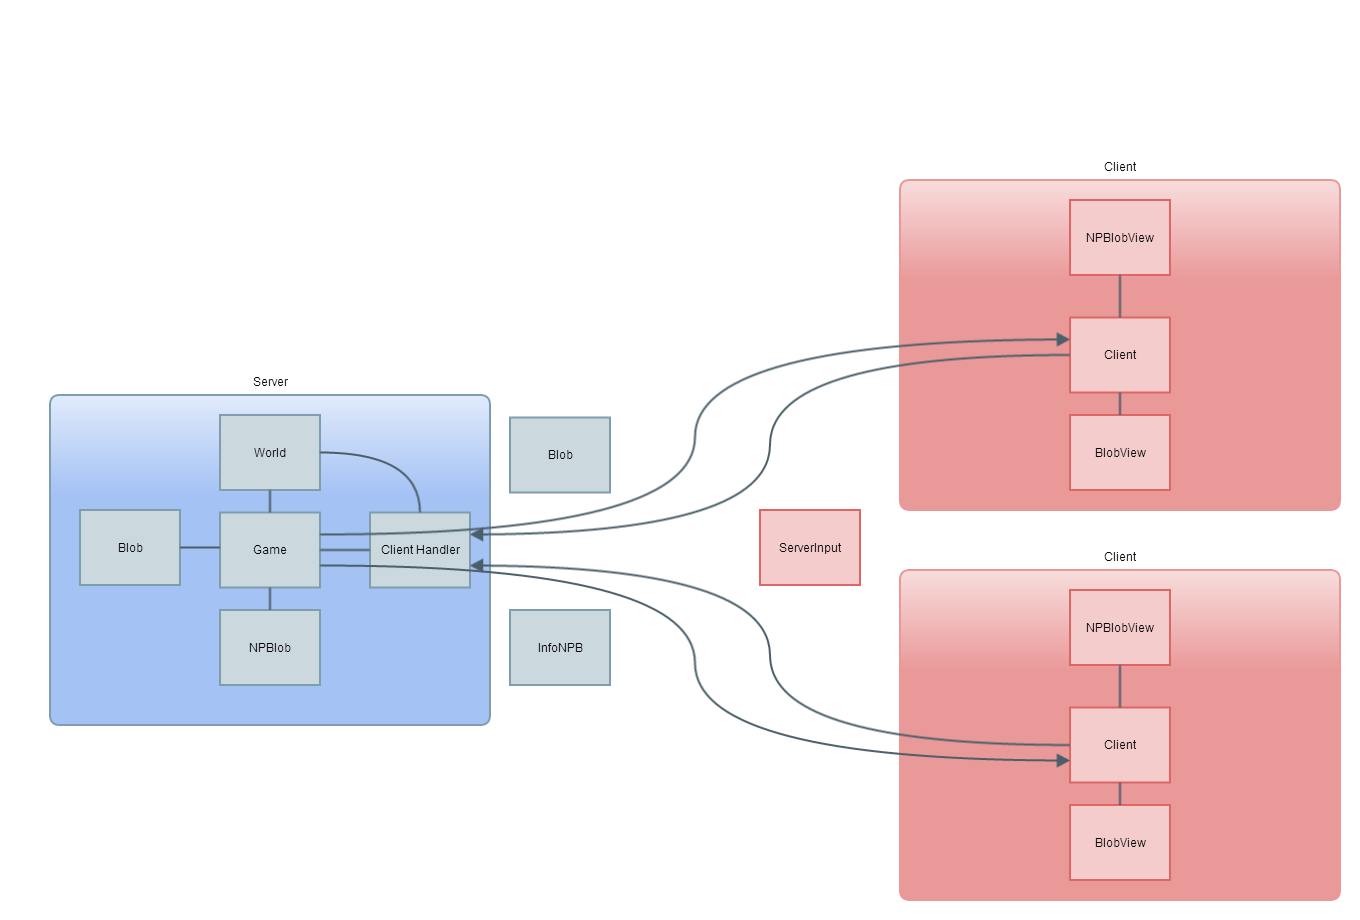 Client
NPBlobView
Client
BlobView
Server
World
Blob
Blob
Game
Client Handler
ServerInput
NPBlob
InfoNPB
Client
NPBlobView
Client
BlobView